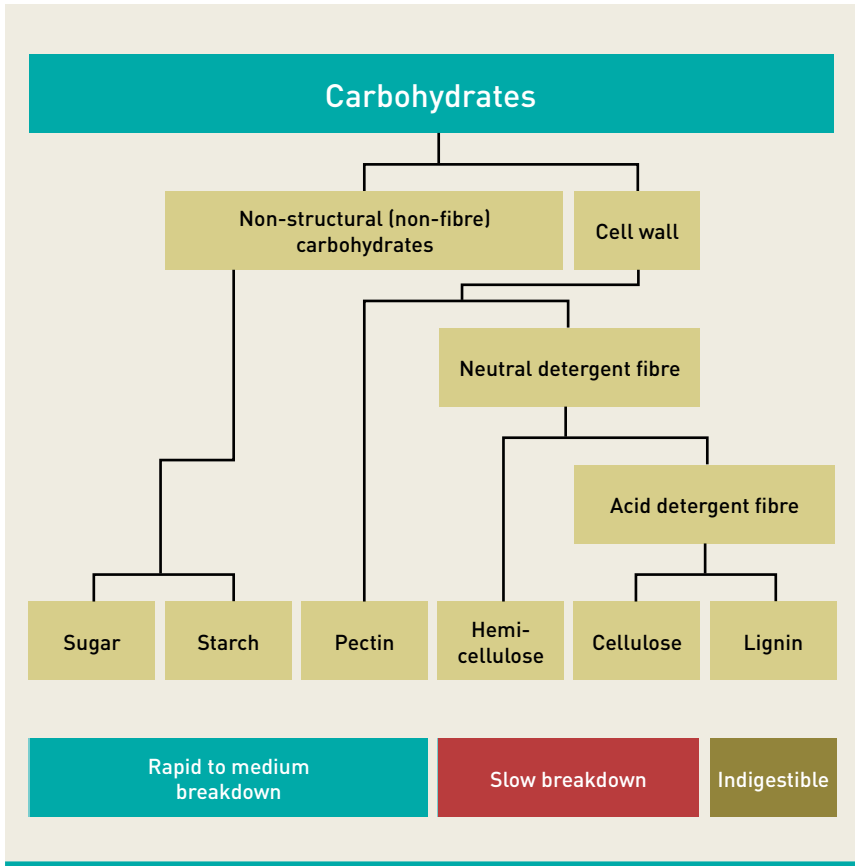 Carbohydrates
Non-structural (non-fibre)
carbohydrates
Cell wall
Neutral detergent fibre
Acid detergent fibre
Sugar
Starch
Pectin
Hemi-
cellulose
Cellulose
Lignin
Rapid to medium
breakdown
Slow breakdown
Indigestible